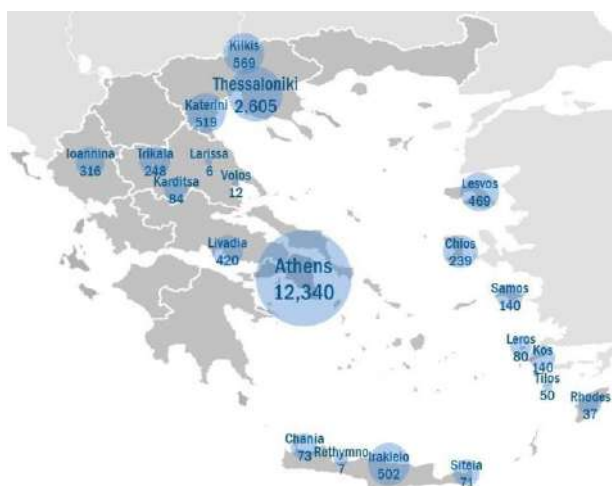 Kilkis
569
Thessaloniki
2.605
Katerini
519
Ioannina
316
Trikala
248
Larissa
6
Karditsa
84
Volos
12
Lesvos
469
Livadia
420
Athens
12,340
Chios
239
Samos
140
Leros
80
Kos
140
Tilos
50
Rhodes
37
Chania
73
Rethymno
7
Irakleio
502
Siteia
71